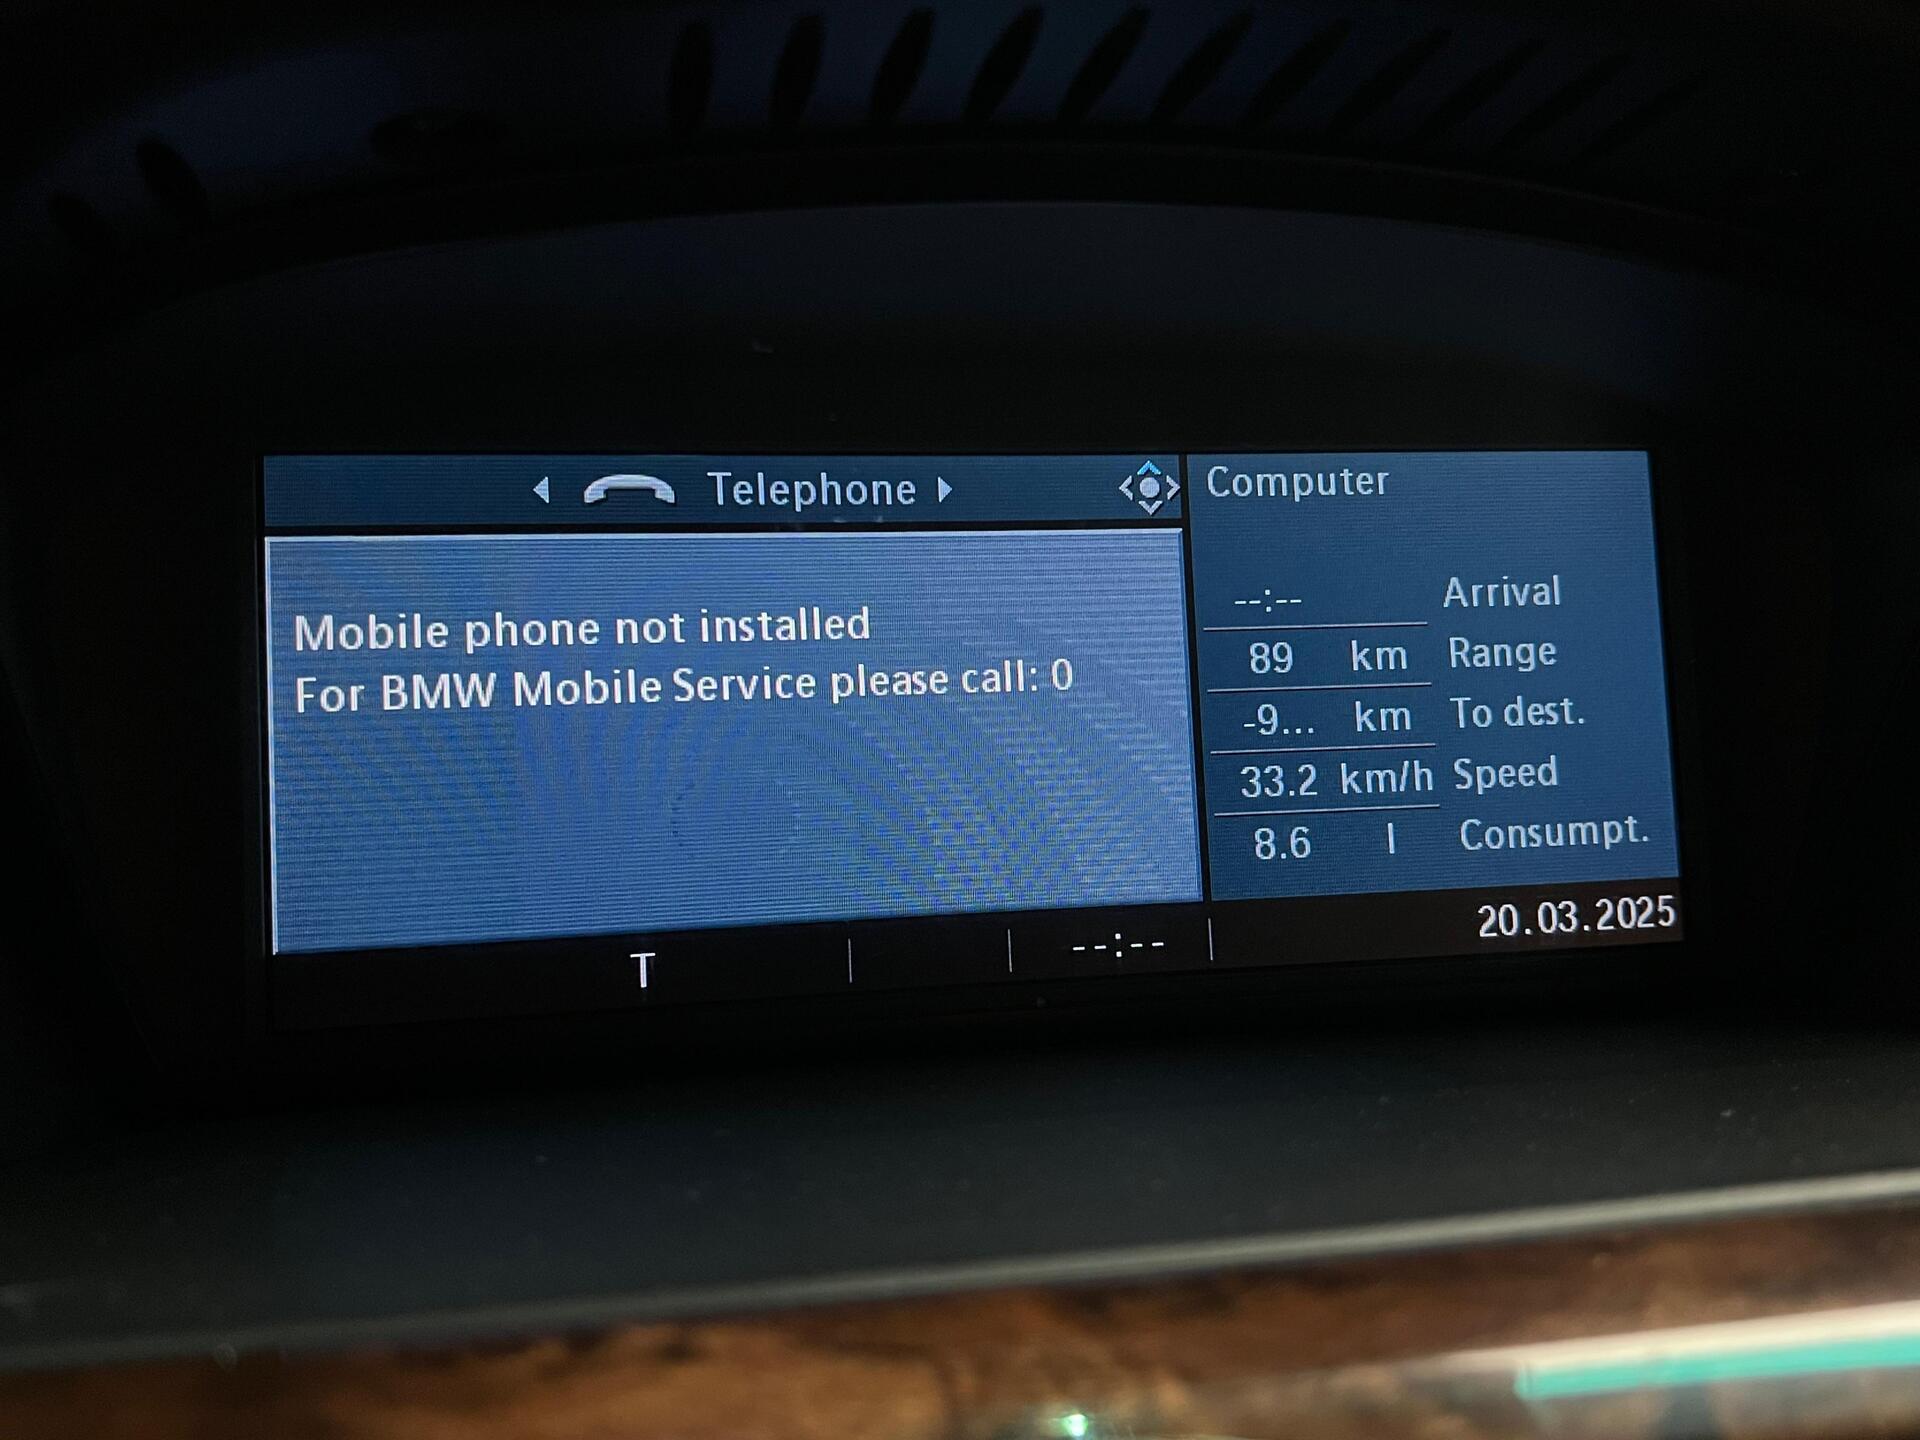 Telephone
Mobile phone not installed
For BMW Mobile Service please call: 0
Computer
--:-- Arrival
89 km Range
-9... km To dest.
33.2 km/h Speed
8.6 l Consumpt.
T --:-- 20.03.2025